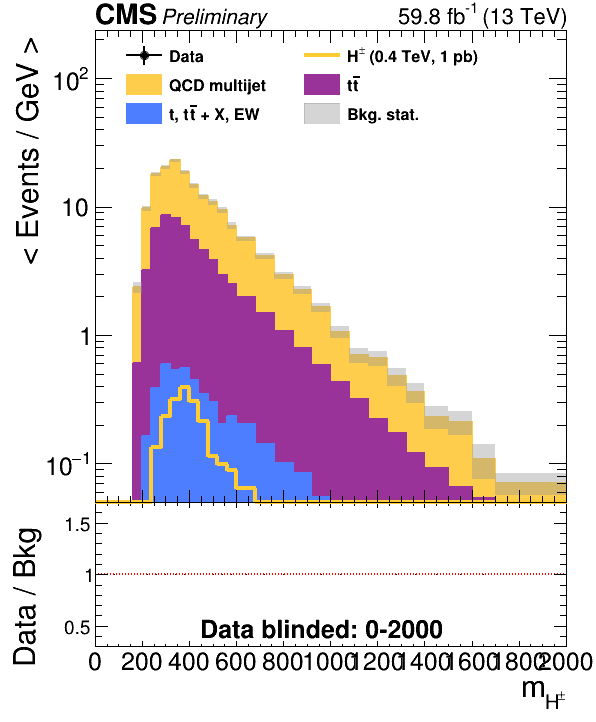 CMS Preliminary 59.8 fb⁻¹ (13 TeV)
Data H± (0.4 TeV, 1 pb)
QCD multijet tt̄
t, tt̄ + X, EW Bkg. stat.
< Events / GeV >
10²
10
1
10⁻¹
Data / Bkg
1.5
1
0.5
Data blinded: 0-2000
0 200 400 600 800 1000 1200 1400 1600 1800 2000
m_H±